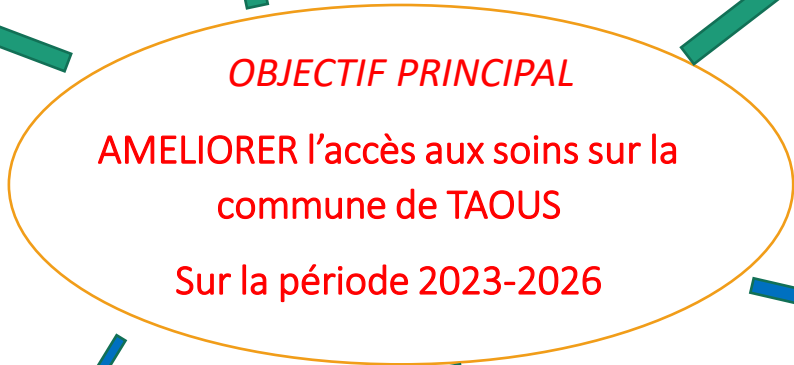 OBJECTIF PRINCIPAL
AMELIORER l’accès aux soins sur la
commune de TAOUS
Sur la période 2023-2026